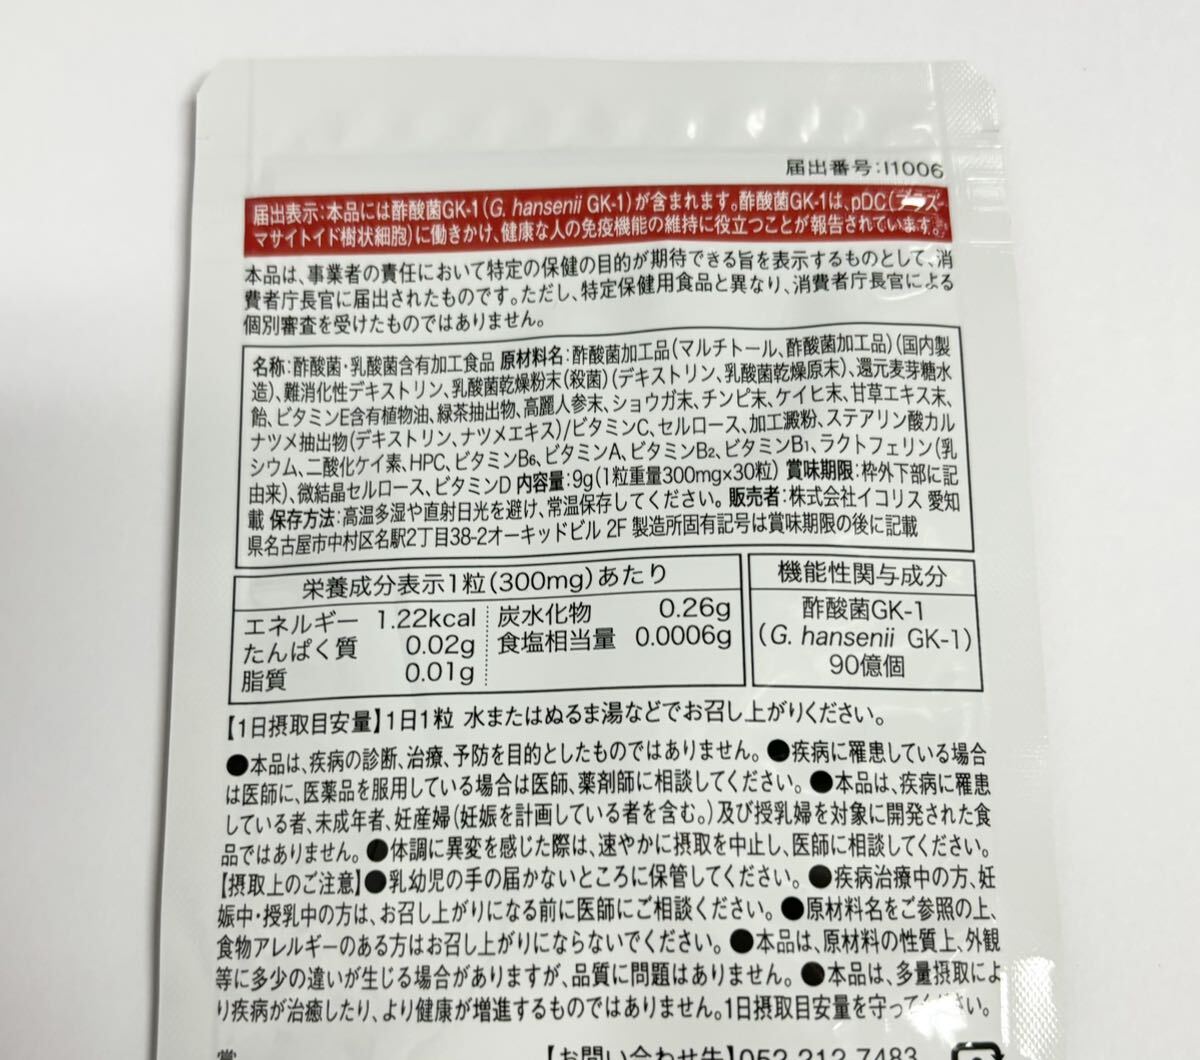 届出番号:I1006
届出表示:本品には酢酸菌GK-1(G. hansenii GK-1)が含まれます。酢酸菌GK-1は、pDC(プラズ
マサイトイド樹状細胞)に働きかけ、健康な人の免疫機能の維持に役立つことが報告されています。
本品は、事業者の責任において特定の保健の目的が期待できる旨を表示するものとして、消
費者庁長官に届出されたものです。ただし、特定保健用食品と異なり、消費者庁長官による
個別審査を受けたものではありません。
名称:酢酸菌・乳酸菌含有加工食品 原材料名:酢酸菌加工品(マルチトール、酢酸菌加工品)(国内製
造)、難消化性デキストリン、乳酸菌乾燥粉末(殺菌)(デキストリン、乳酸菌乾燥原末)、還元麦芽糖水
飴、ビタミンE含有植物油、緑茶抽出物、高麗人参末、ショウガ末、チンピ末、ケイヒ末、甘草エキス末、
ナツメ抽出物(デキストリン、ナツメエキス)/ビタミンC、セルロース、加工澱粉、ステアリン酸カル
シウム、二酸化ケイ素、HPC、ビタミンB6、ビタミンA、ビタミンB2、ビタミンB1、ラクトフェリン(乳
由来)、微結晶セルロース、ビタミンD 内容量:9g(1粒重量300mg×30粒) 賞味期限:枠外下部に記
載 保存方法:高温多湿や直射日光を避け、常温保存してください。 販売者:株式会社イコリス 愛知
県名古屋市中村区名駅2丁目38-2オーキッドビル 2F 製造所固有記号は賞味期限の後に記載
栄養成分表示1粒(300mg)あたり
エネルギー 1.22kcal
たんぱく質 0.02g
脂質 0.01g
炭水化物 0.26g
食塩相当量 0.0006g
機能性関与成分
酢酸菌GK-1
(G. hansenii GK-1)
90億個
【1日摂取目安量】1日1粒 水またはぬるま湯などでお召し上がりください。
●本品は、疾病の診断、治療、予防を目的としたものではありません。●疾病に罹患している場合
は医師に、医薬品を服用している場合は医師、薬剤師に相談してください。●本品は、疾病に罹患
している者、未成年者、妊産婦(妊娠を計画している者を含む。)及び授乳婦を対象に開発された食
品ではありません。●体調に異変を感じた際は、速やかに摂取を中止し、医師に相談してください。
【摂取上のご注意】●乳幼児の手の届かないところに保管してください。●疾病治療中の方、妊
娠中・授乳中の方は、お召し上がりになる前に医師にご相談ください。●原材料名をご参照の上、
食物アレルギーのある方はお召し上がりにならないでください。●本品は、原材料の性質上、外観
等に多少の違いが生じる場合がありますが、品質に問題はありません。●本品は、多量摂取によ
り疾病が治癒したり、より健康が増進するものではありません。1日摂取目安量を守ってください。
賞
【お問い合わせ先】052-212-7483